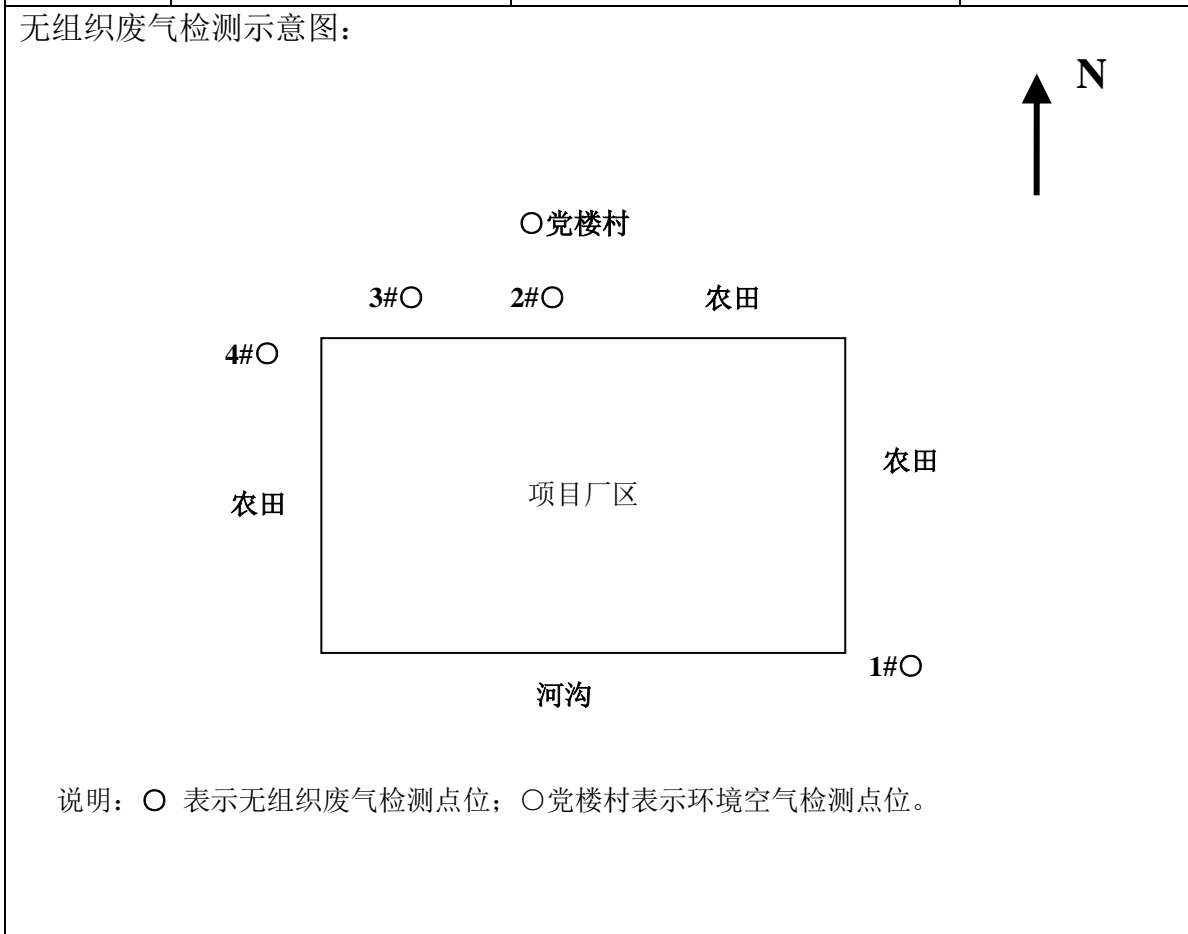 无组织废气检测示意图：
N
〇党楼村
3#〇 2#〇 农田
4#〇
农田
农田
项目厂区
1#〇
河沟
说明：〇 表示无组织废气检测点位；〇党楼村表示环境空气检测点位。